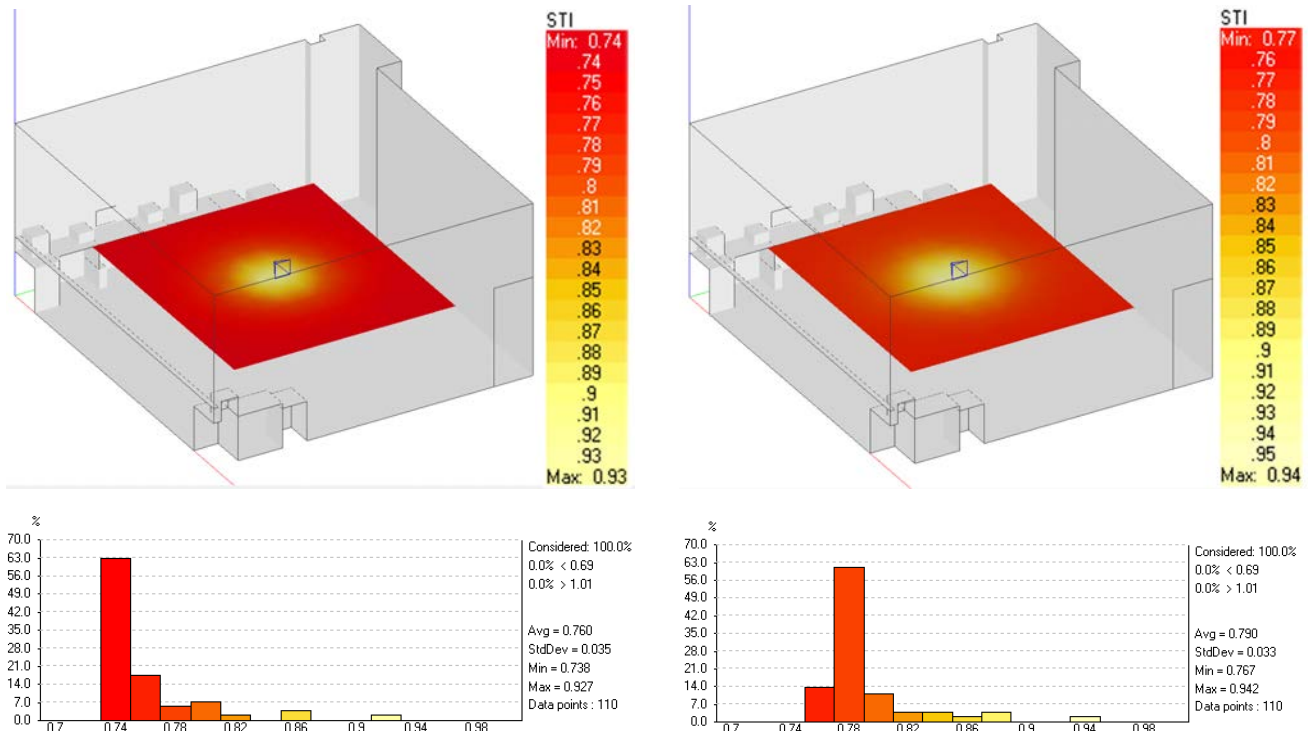 STI
Min: 0.74
.74
.75
.76
.77
.78
.79
.8
.81
.82
.83
.84
.85
.86
.87
.88
.89
.9
.91
.92
.93
Max: 0.93
STI
Min: 0.77
.76
.77
.78
.79
.8
.81
.82
.83
.84
.85
.86
.87
.88
.89
.9
.91
.92
.93
.94
.95
Max: 0.94
%
70.0
63.0
56.0
49.0
42.0
35.0
28.0
21.0
14.0
7.0
0.0
0.7 0.74 0.78 0.82 0.86 0.9 0.94 0.98
Considered: 100.0%
0.0% < 0.69
0.0% > 1.01
Avg = 0.760
StdDev = 0.035
Min = 0.738
Max = 0.927
Data points : 110
%
70.0
63.0
56.0
49.0
42.0
35.0
28.0
21.0
14.0
7.0
0.0
0.7 0.74 0.78 0.82 0.86 0.9 0.94 0.98
Considered: 100.0%
0.0% < 0.69
0.0% > 1.01
Avg = 0.790
StdDev = 0.033
Min = 0.767
Max = 0.942
Data points : 110